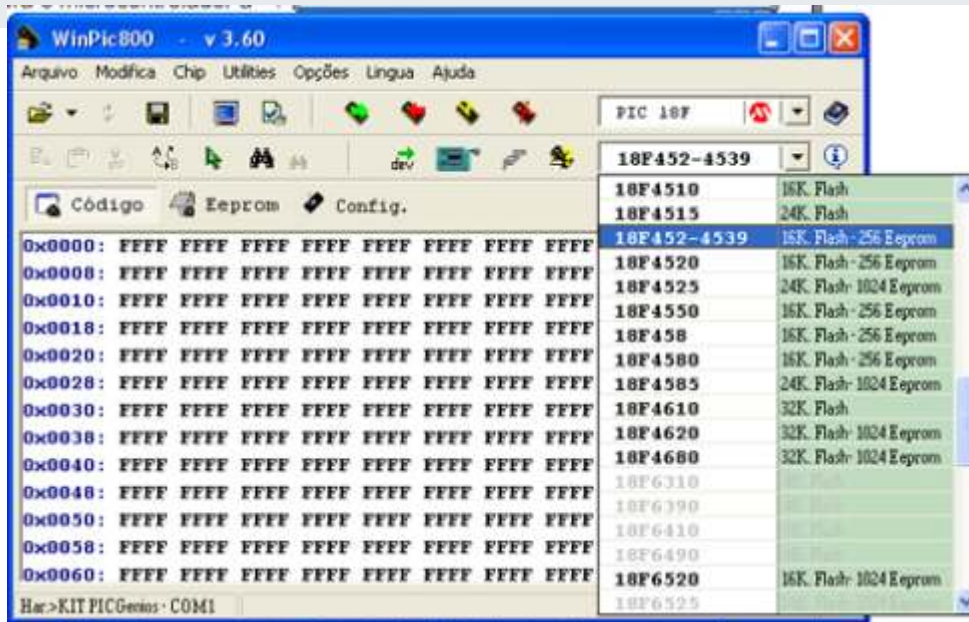 WinPic800 - v 3.60
Arquivo Modifica Chip Utilities Opções Lingua Ajuda
PIC 18F
dev
18F452-4539
Código Eeprom Config.
18F4510 16K. Flash
18F4515 24K. Flash
18F452-4539 16K. Flash - 256 Eeprom
18F4520 16K. Flash - 256 Eeprom
18F4525 24K. Flash- 1024 Eeprom
18F4550 16K. Flash - 256 Eeprom
18F458 16K. Flash - 256 Eeprom
18F4580 16K. Flash - 256 Eeprom
18F4585 24K. Flash- 1024 Eeprom
18F4610 32K. Flash
18F4620 32K. Flash- 1024 Eeprom
18F4680 32K. Flash- 1024 Eeprom
18F6310
18F6390
18F6410
18F6490
18F6520 16K. Flash- 1024 Eeprom
18F6525
0x0000: FFFF FFFF FFFF FFFF FFFF FFFF FFFF FFFF
0x0008: FFFF FFFF FFFF FFFF FFFF FFFF FFFF FFFF
0x0010: FFFF FFFF FFFF FFFF FFFF FFFF FFFF FFFF
0x0018: FFFF FFFF FFFF FFFF FFFF FFFF FFFF FFFF
0x0020: FFFF FFFF FFFF FFFF FFFF FFFF FFFF FFFF
0x0028: FFFF FFFF FFFF FFFF FFFF FFFF FFFF FFFF
0x0030: FFFF FFFF FFFF FFFF FFFF FFFF FFFF FFFF
0x0038: FFFF FFFF FFFF FFFF FFFF FFFF FFFF FFFF
0x0040: FFFF FFFF FFFF FFFF FFFF FFFF FFFF FFFF
0x0048: FFFF FFFF FFFF FFFF FFFF FFFF FFFF FFFF
0x0050: FFFF FFFF FFFF FFFF FFFF FFFF FFFF FFFF
0x0058: FFFF FFFF FFFF FFFF FFFF FFFF FFFF FFFF
0x0060: FFFF FFFF FFFF FFFF FFFF FFFF FFFF FFFF
Har.>KIT PICGenios - COM1